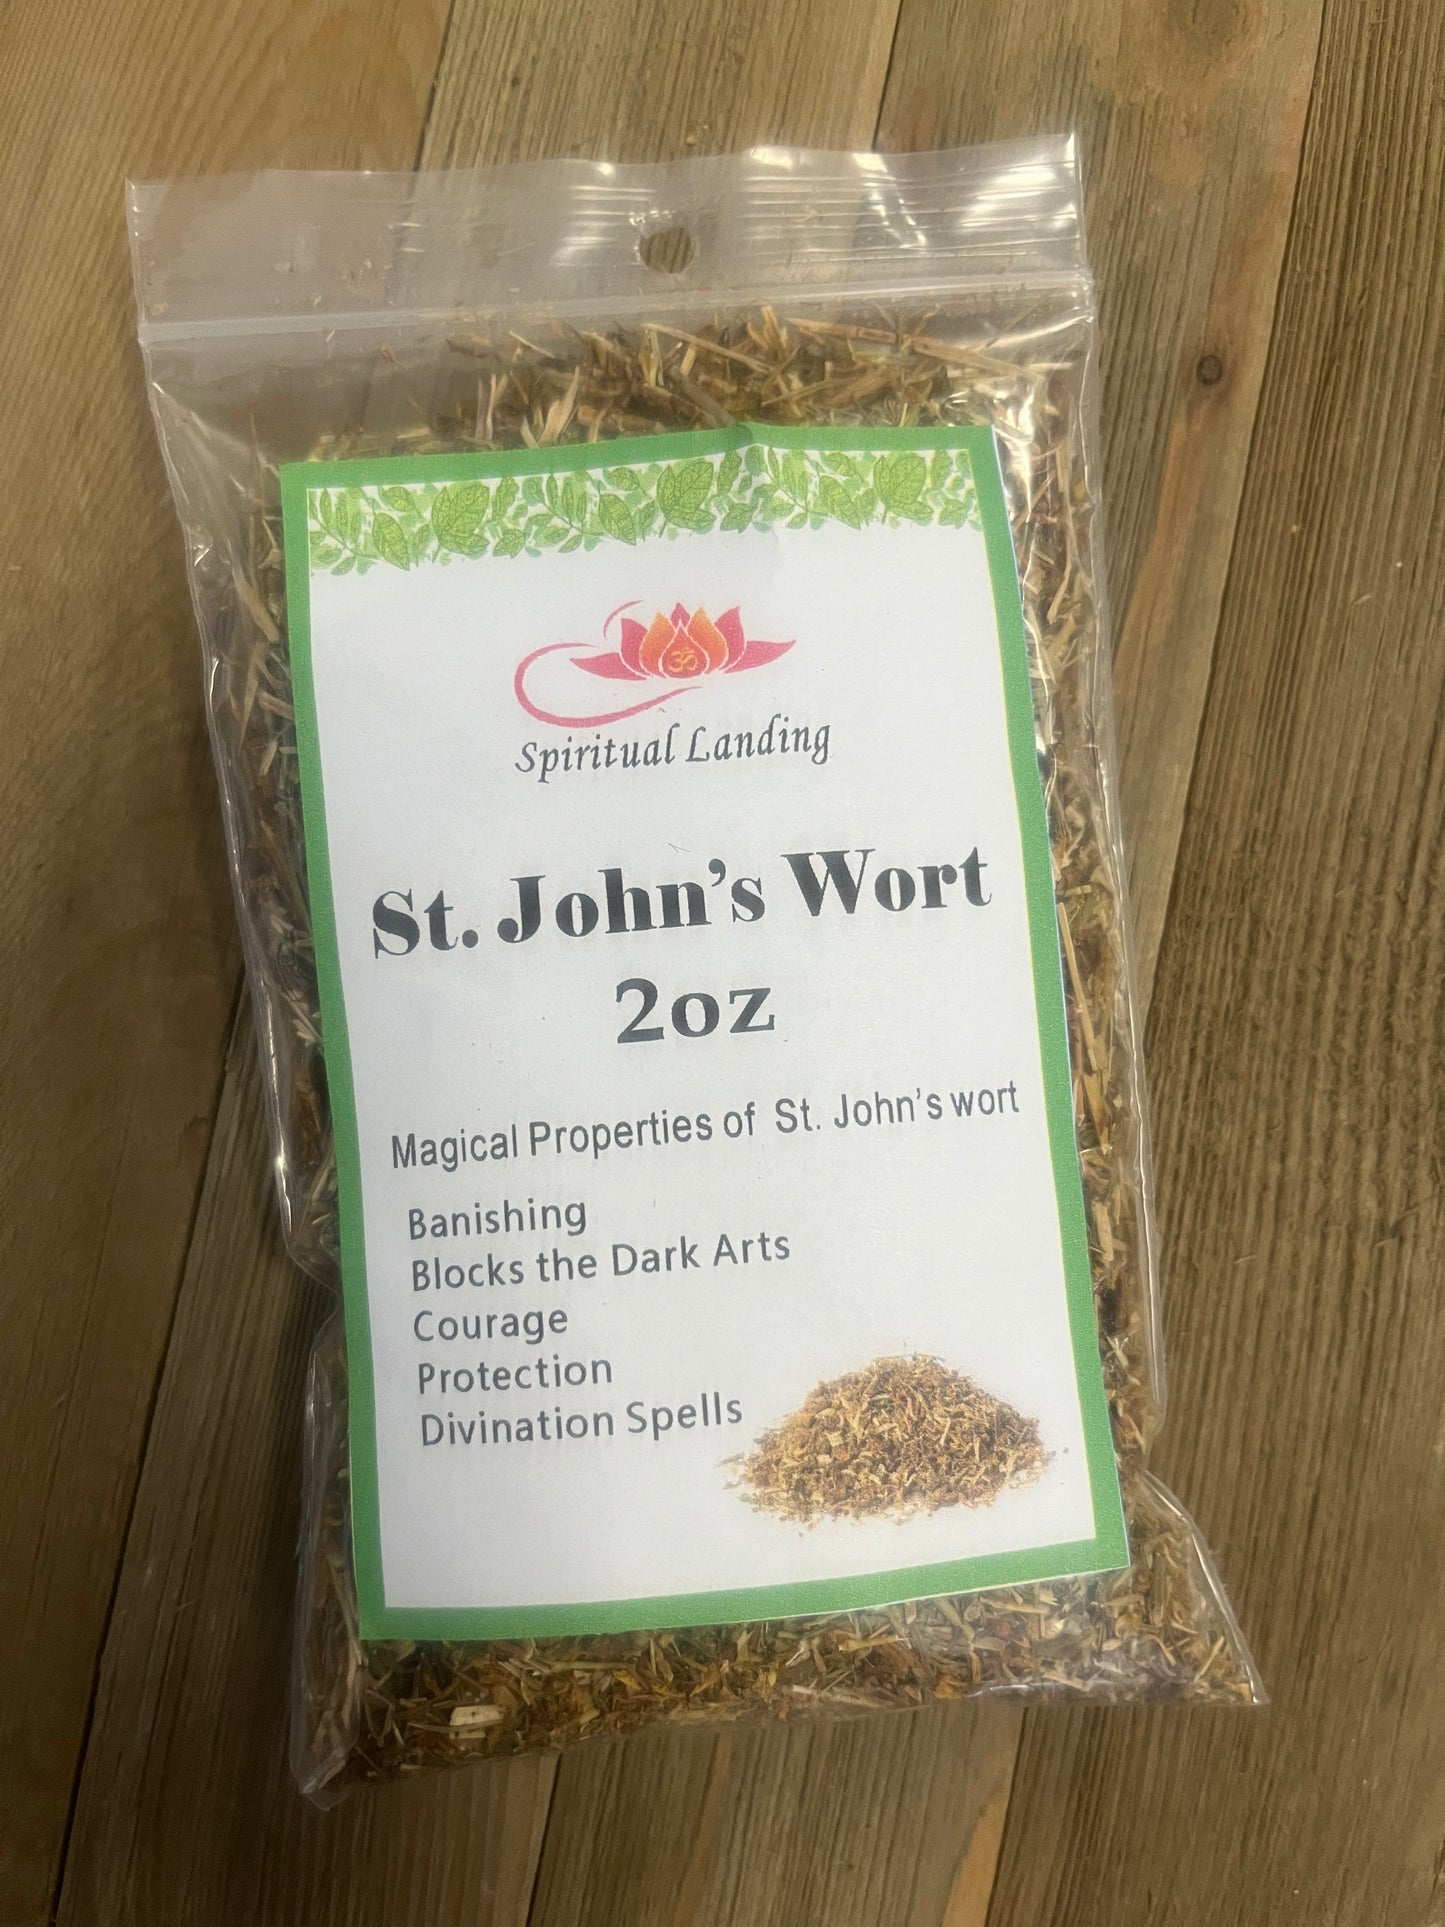 ॐ
Spiritual Landing
St. John's Wort
2oz
Magical Properties of St. John's wort
Banishing
Blocks the Dark Arts
Courage
Protection
Divination Spells